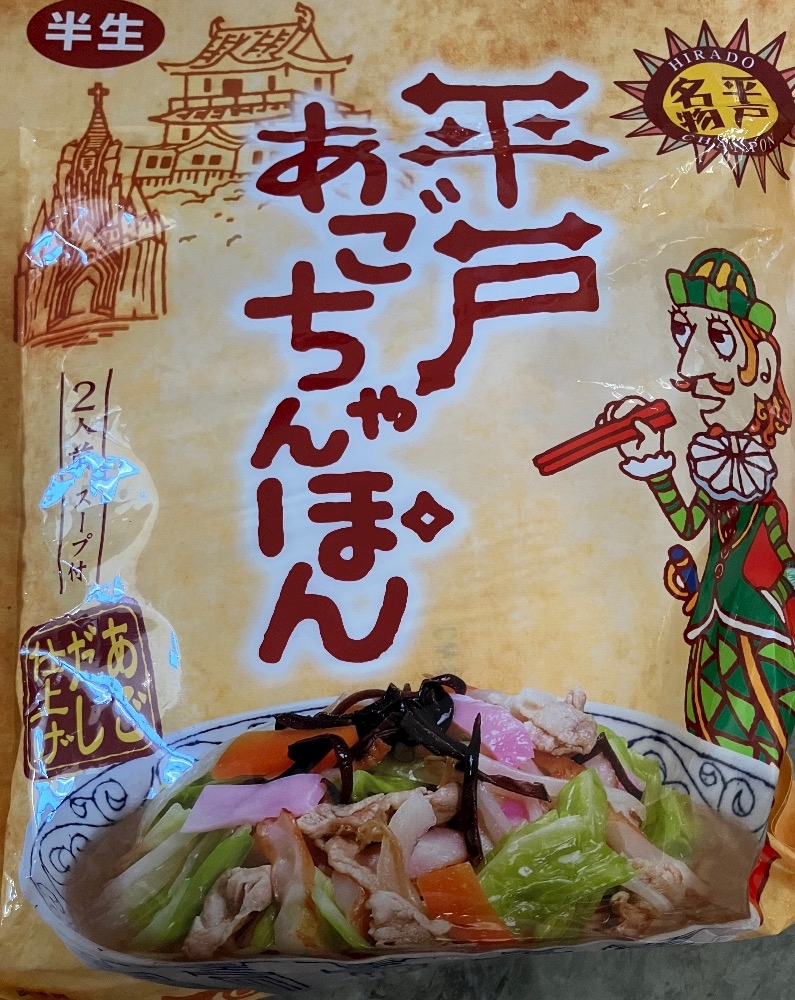 半生
HIRADO
平戸
名物
CHANPON
平戸
あごちゃんぽん
2人前 スープ付
あご
だし
仕上げ